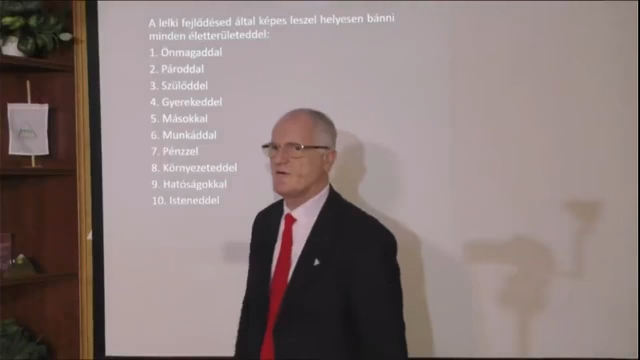 A lelki fejlődésed által képes leszel helyesen bánni
minden életterületeddel:
1. Önmagaddal
2. Pároddal
3. Szülőddel
4. Gyerekeddel
5. Másokkal
6. Munkáddal
7. Pénzzel
8. Környezeteddel
9. Hatóságokkal
10. Isteneddel